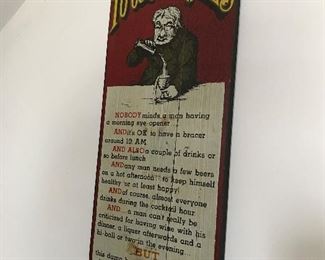 NOBODY minds a man having
a morning eye-opener
AND it's OK to have a bracer
around 10 AM
AND ALSO a couple of drinks or
so before lunch
AND any man needs a few beers
on a hot afternoon to keep himself
healthy or at least happy!
AND of course, almost everyone
drinks during the cocktail hour
AND a man can't really be
criticised for having wine with his
dinner, a liqueur afterwards and a
hi-ball or two in the evening...
BUT
this damn